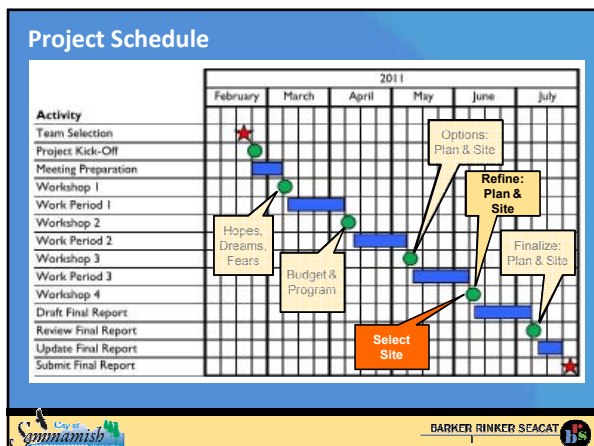 Project Schedule
2011
February March April May June July
Activity
Team Selection
Project Kick-Off
Meeting Preparation
Workshop 1
Work Period 1
Workshop 2
Work Period 2
Workshop 3
Work Period 3
Workshop 4
Draft Final Report
Review Final Report
Update Final Report
Submit Final Report
Options:
Plan & Site
Refine:
Plan &
Site
Hopes,
Dreams,
Fears
Finalize:
Plan & Site
Budget &
Program
Select
Site
City of
Sammamish
BARKER RINKER SEACAT
brs